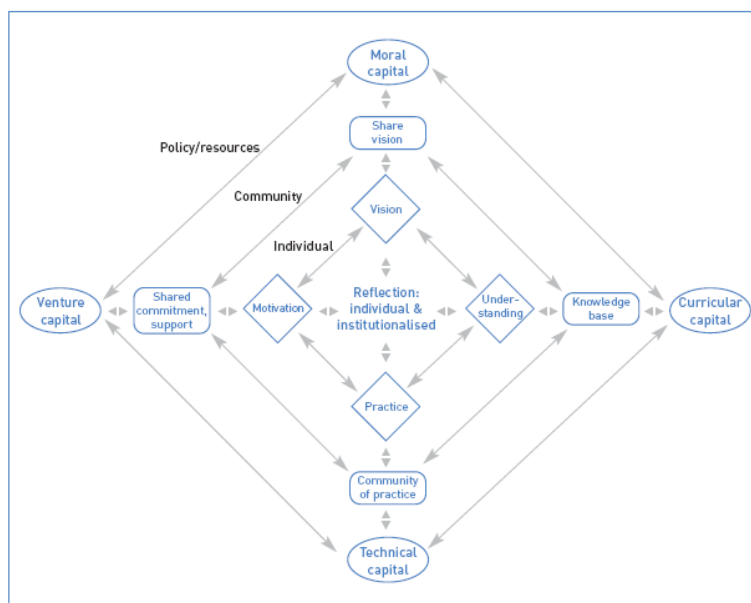 Moral
capital
Policy/resources
Share
vision
Community
Vision
Individual
Venture
capital
Shared
commitment,
support
Motivation
Reflection:
individual &
institutionalised
Under-
standing
Knowledge
base
Curricular
capital
Practice
Community
of practice
Technical
capital